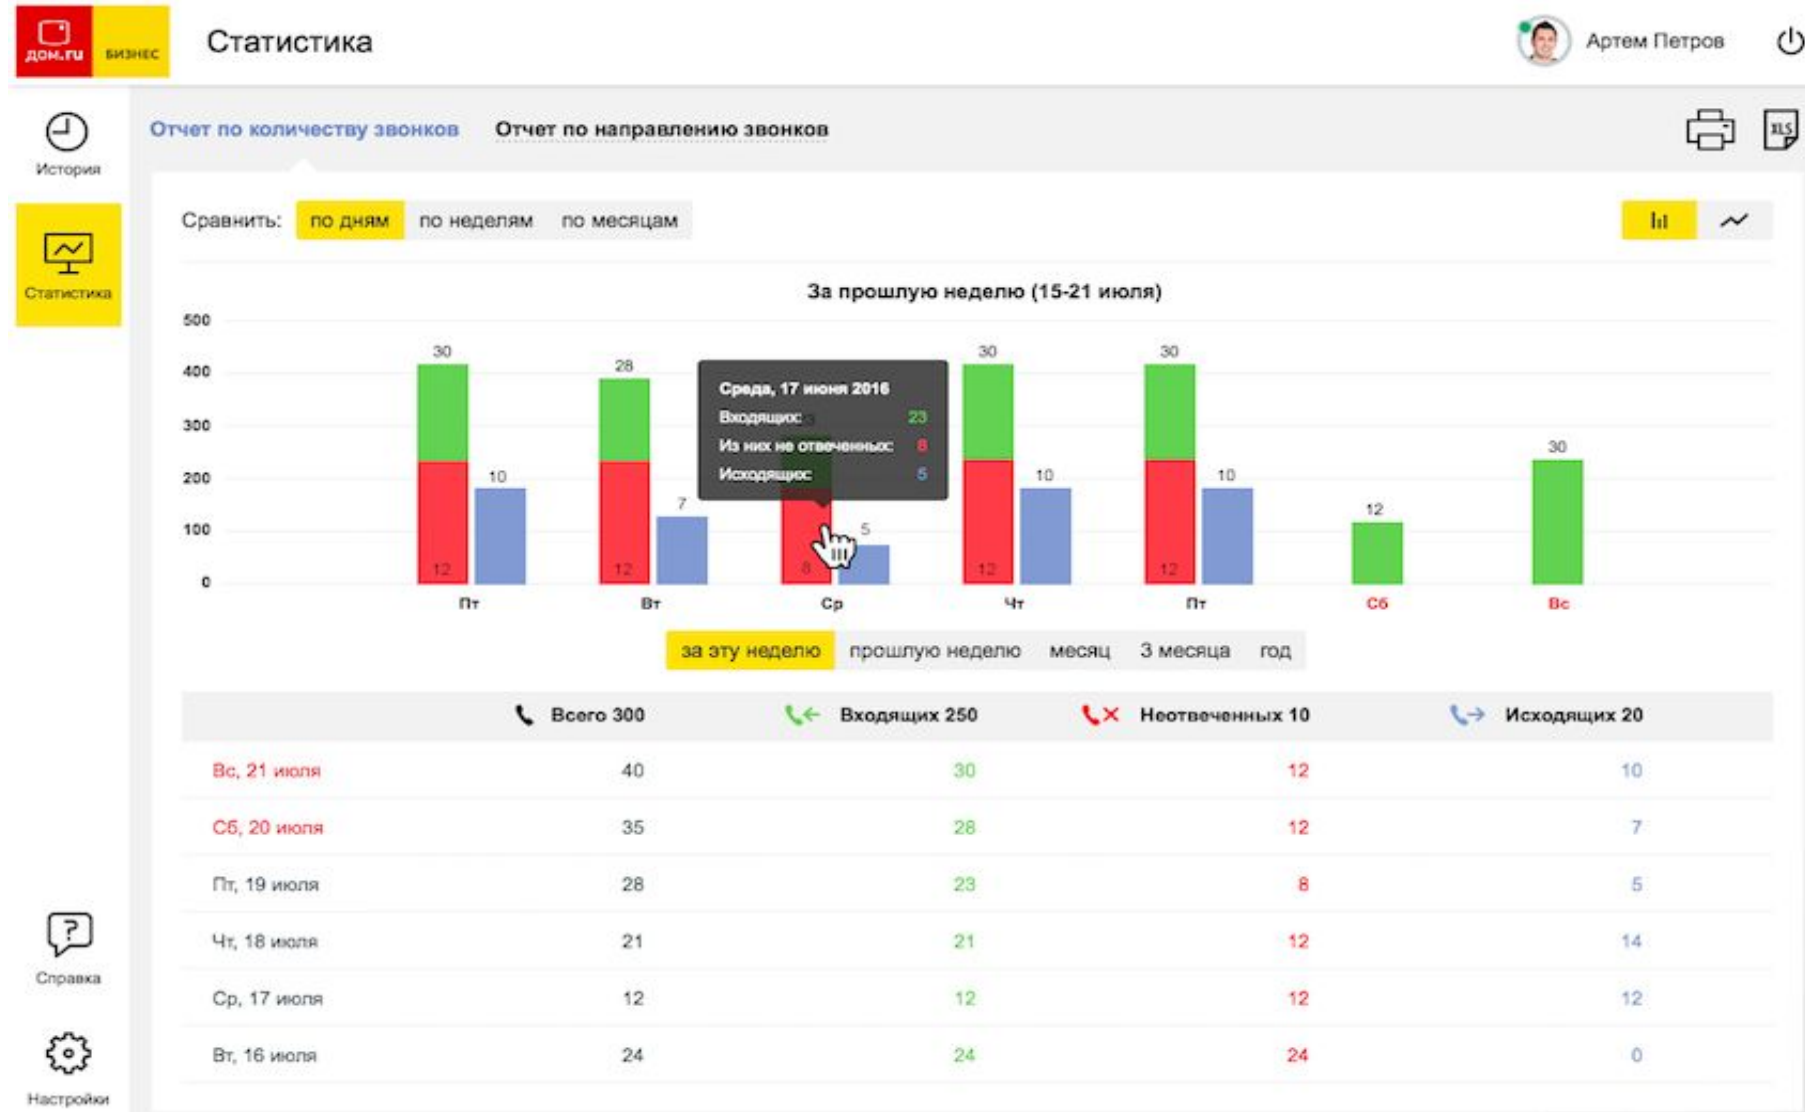 дом.ru БИЗНЕС Статистика Артем Петров
История
Отчет по количеству звонков Отчет по направлению звонков XLS
Сравнить: по дням по неделям по месяцам
Статистика
За прошлую неделю (15-21 июля)
500
400
300
200
100
0
30 28 30 30
10 7 5 10 10 12 30
12 12 8 12 12
Среда, 17 июня 2016
Входящих: 23
Из них не отвеченных: 8
Исходящих: 5
Пт Вт Ср Чт Пт Сб Вс
за эту неделю прошлую неделю месяц 3 месяца год
Всего 300 Входящих 250 Неотвеченных 10 Исходящих 20
Вс, 21 июля 40 30 12 10
Сб, 20 июля 35 28 12 7
Пт, 19 июля 28 23 8 5
Чт, 18 июля 21 21 12 14
Ср, 17 июля 12 12 12 12
Вт, 16 июля 24 24 24 0
Справка
Настройки